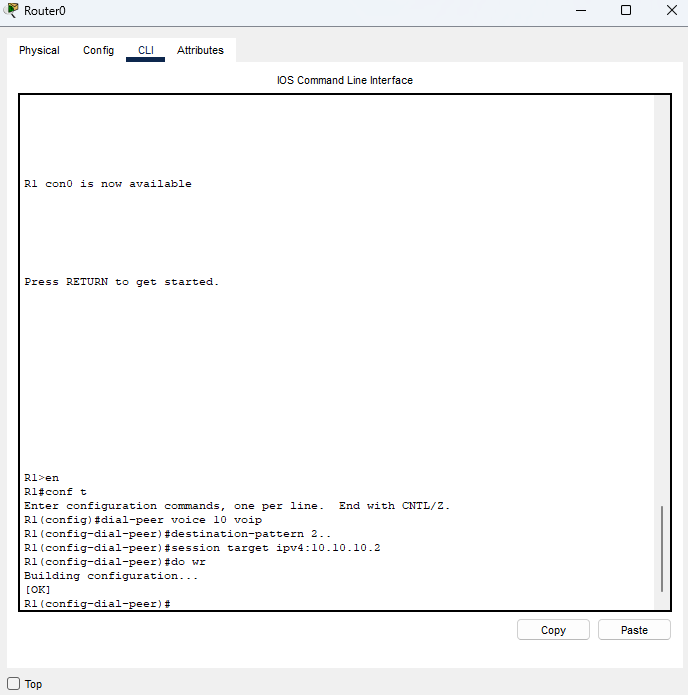 Router0
Physical Config CLI Attributes
IOS Command Line Interface
R1 con0 is now available
Press RETURN to get started.
R1>en
R1#conf t
Enter configuration commands, one per line.  End with CNTL/Z.
R1(config)#dial-peer voice 10 voip
R1(config-dial-peer)#destination-pattern 2..
R1(config-dial-peer)#session target ipv4:10.10.10.2
R1(config-dial-peer)#do wr
Building configuration...
[OK]
R1(config-dial-peer)#
Copy Paste
Top